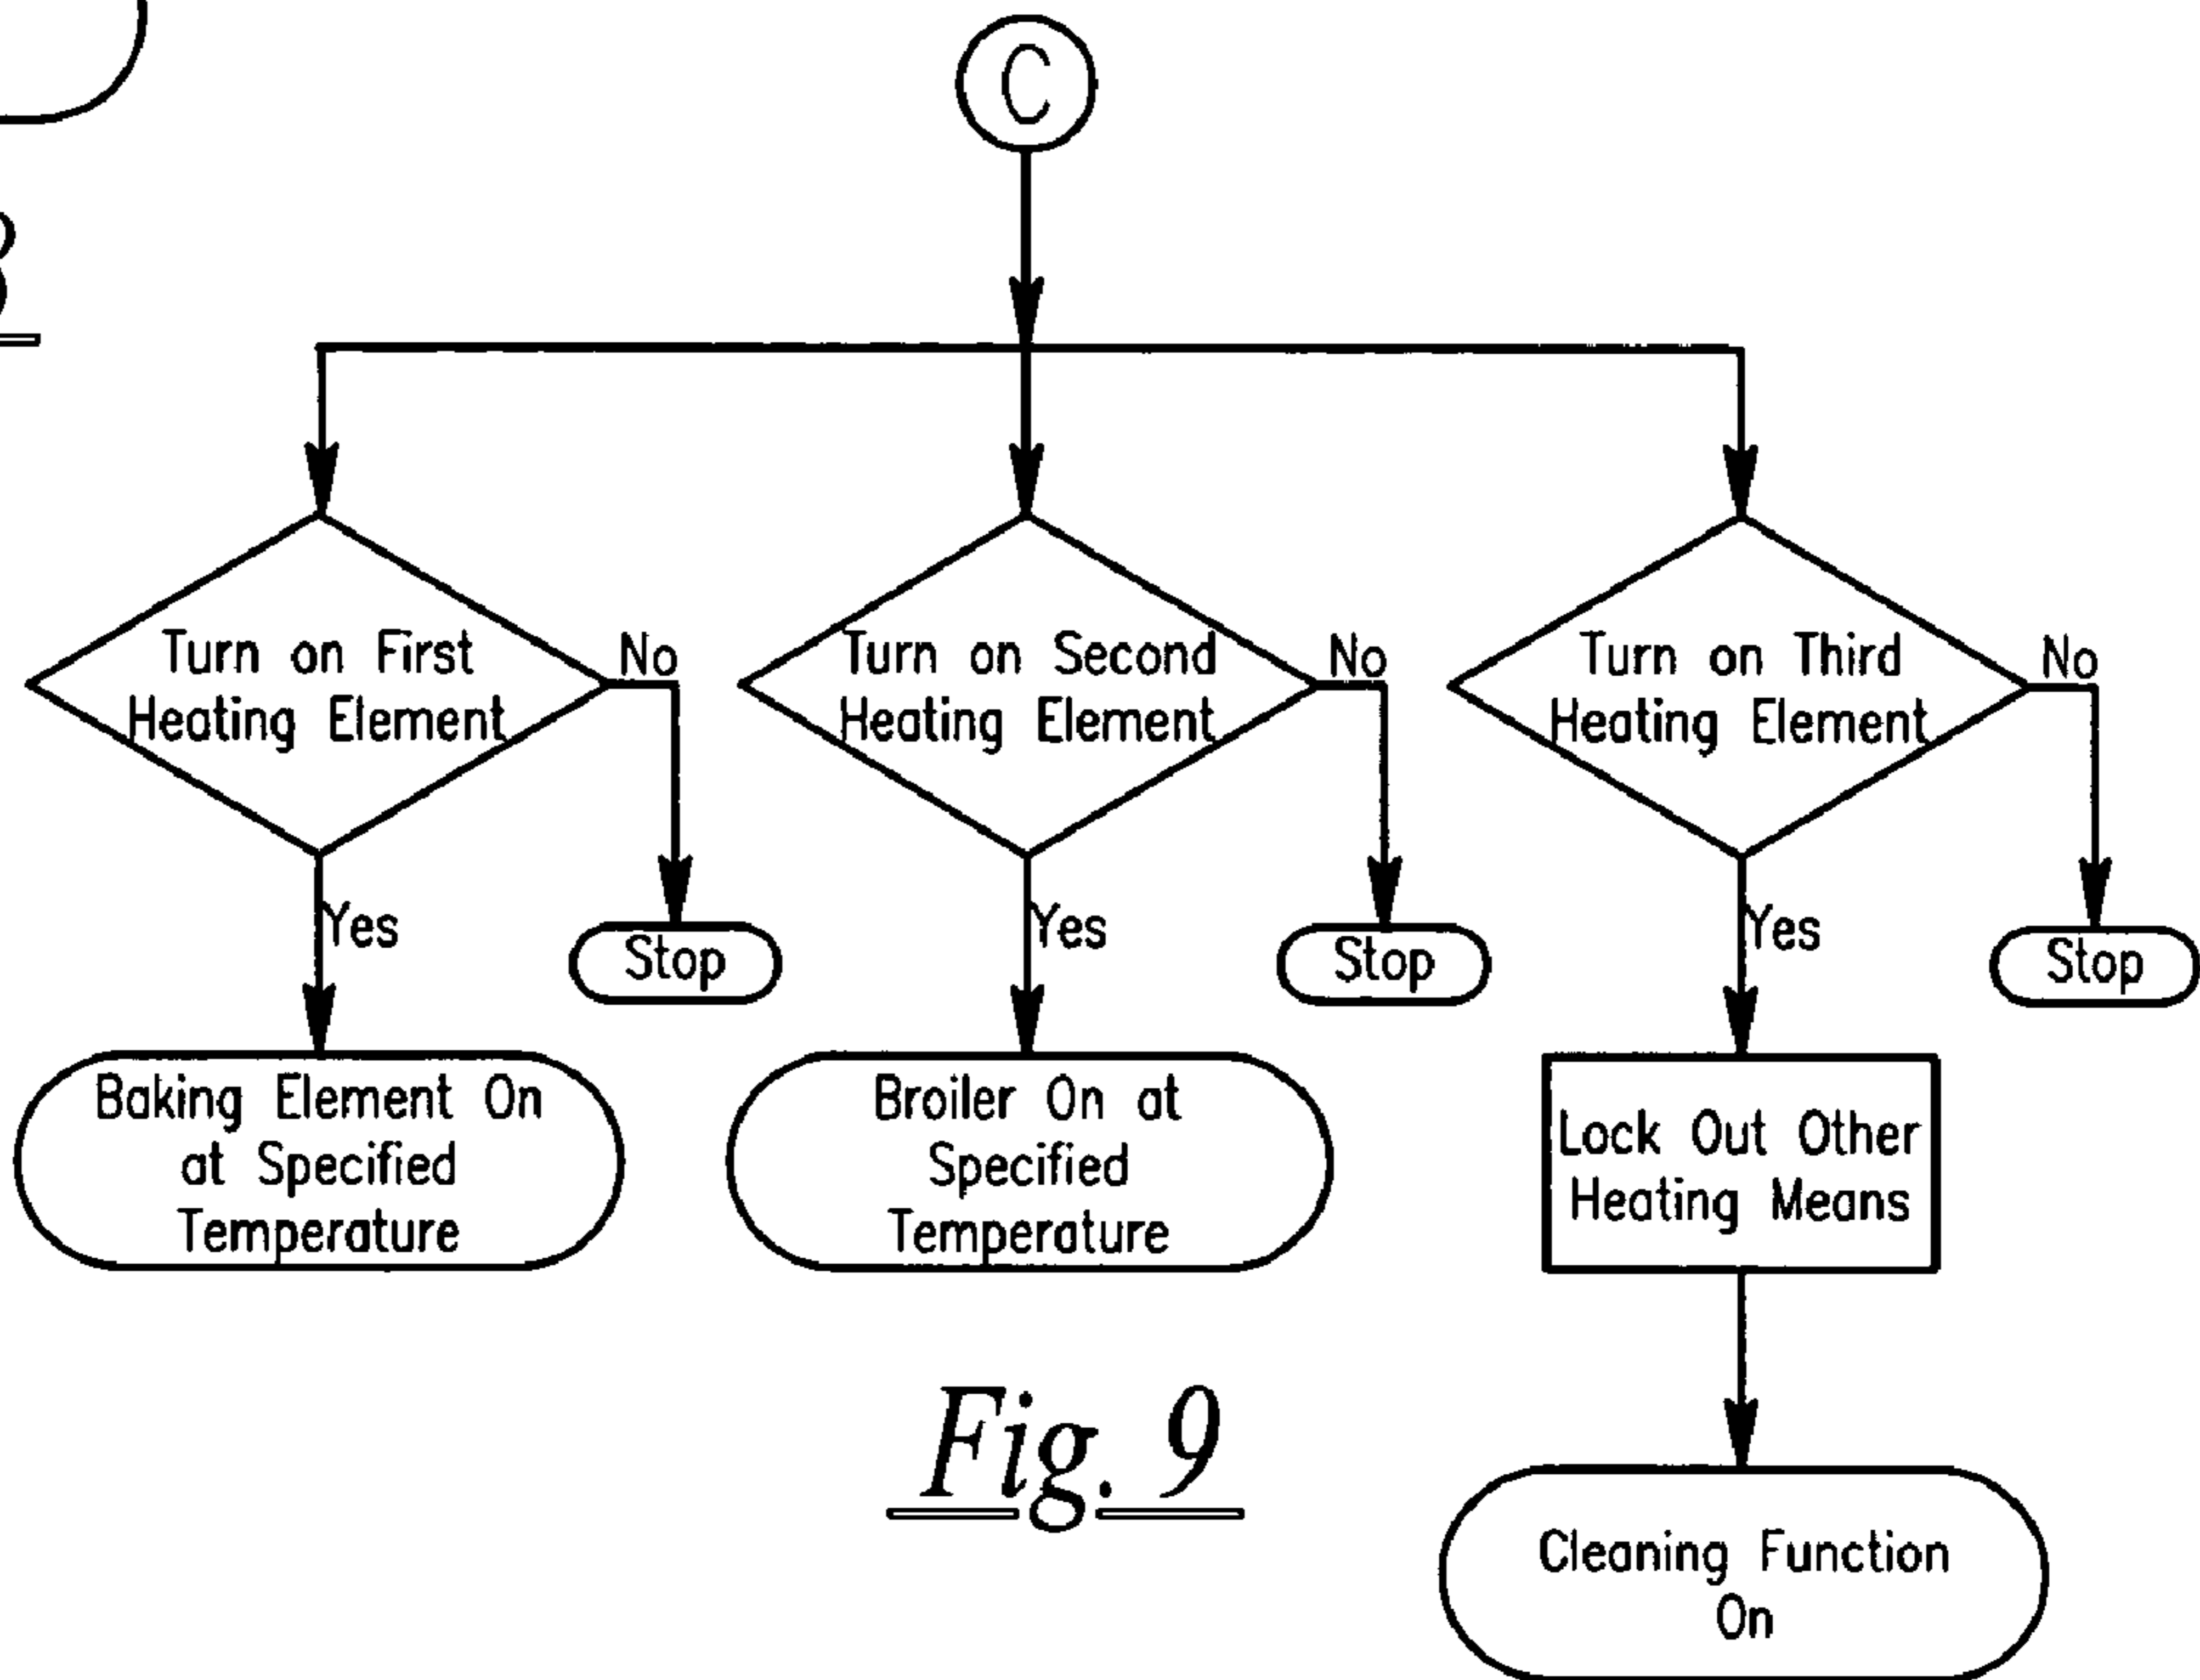 C
Turn on First
Heating Element
No
Turn on Second
Heating Element
No
Turn on Third
Heating Element
No
Yes
Stop
Yes
Stop
Yes
Stop
Baking Element On
at Specified
Temperature
Broiler On at
Specified
Temperature
Lock Out Other
Heating Means
Fig. 9
Cleaning Function
On